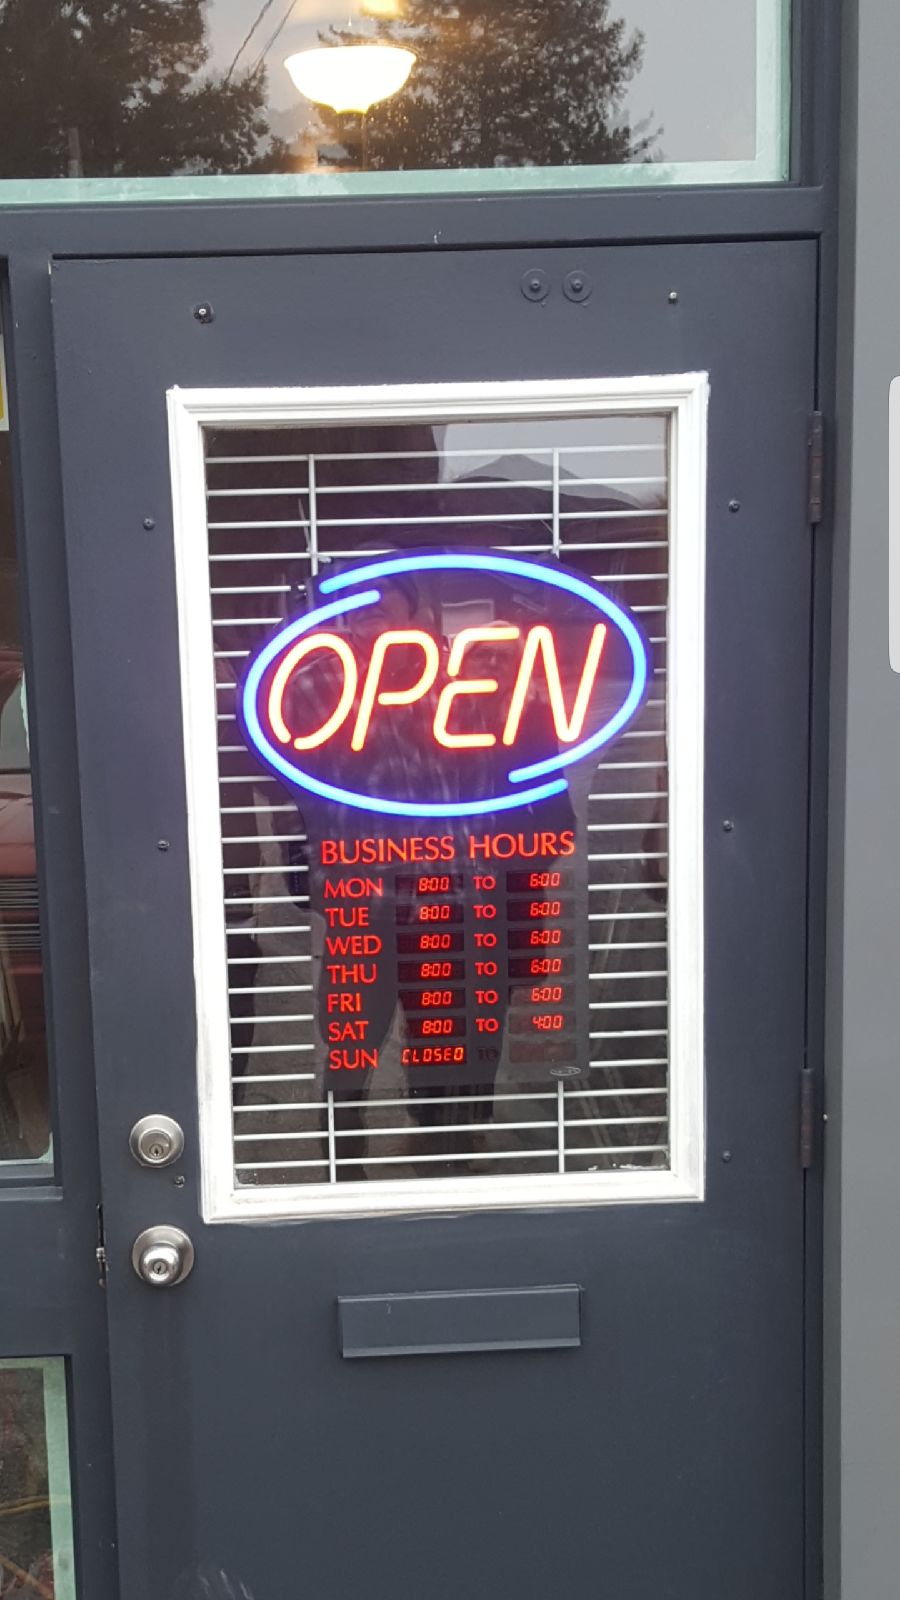 OPEN
BUSINESS HOURS
MON 8:00 TO 6:00
TUE 8:00 TO 6:00
WED 8:00 TO 6:00
THU 8:00 TO 6:00
FRI 8:00 TO 6:00
SAT 8:00 TO 4:00
SUN CLOSED TO